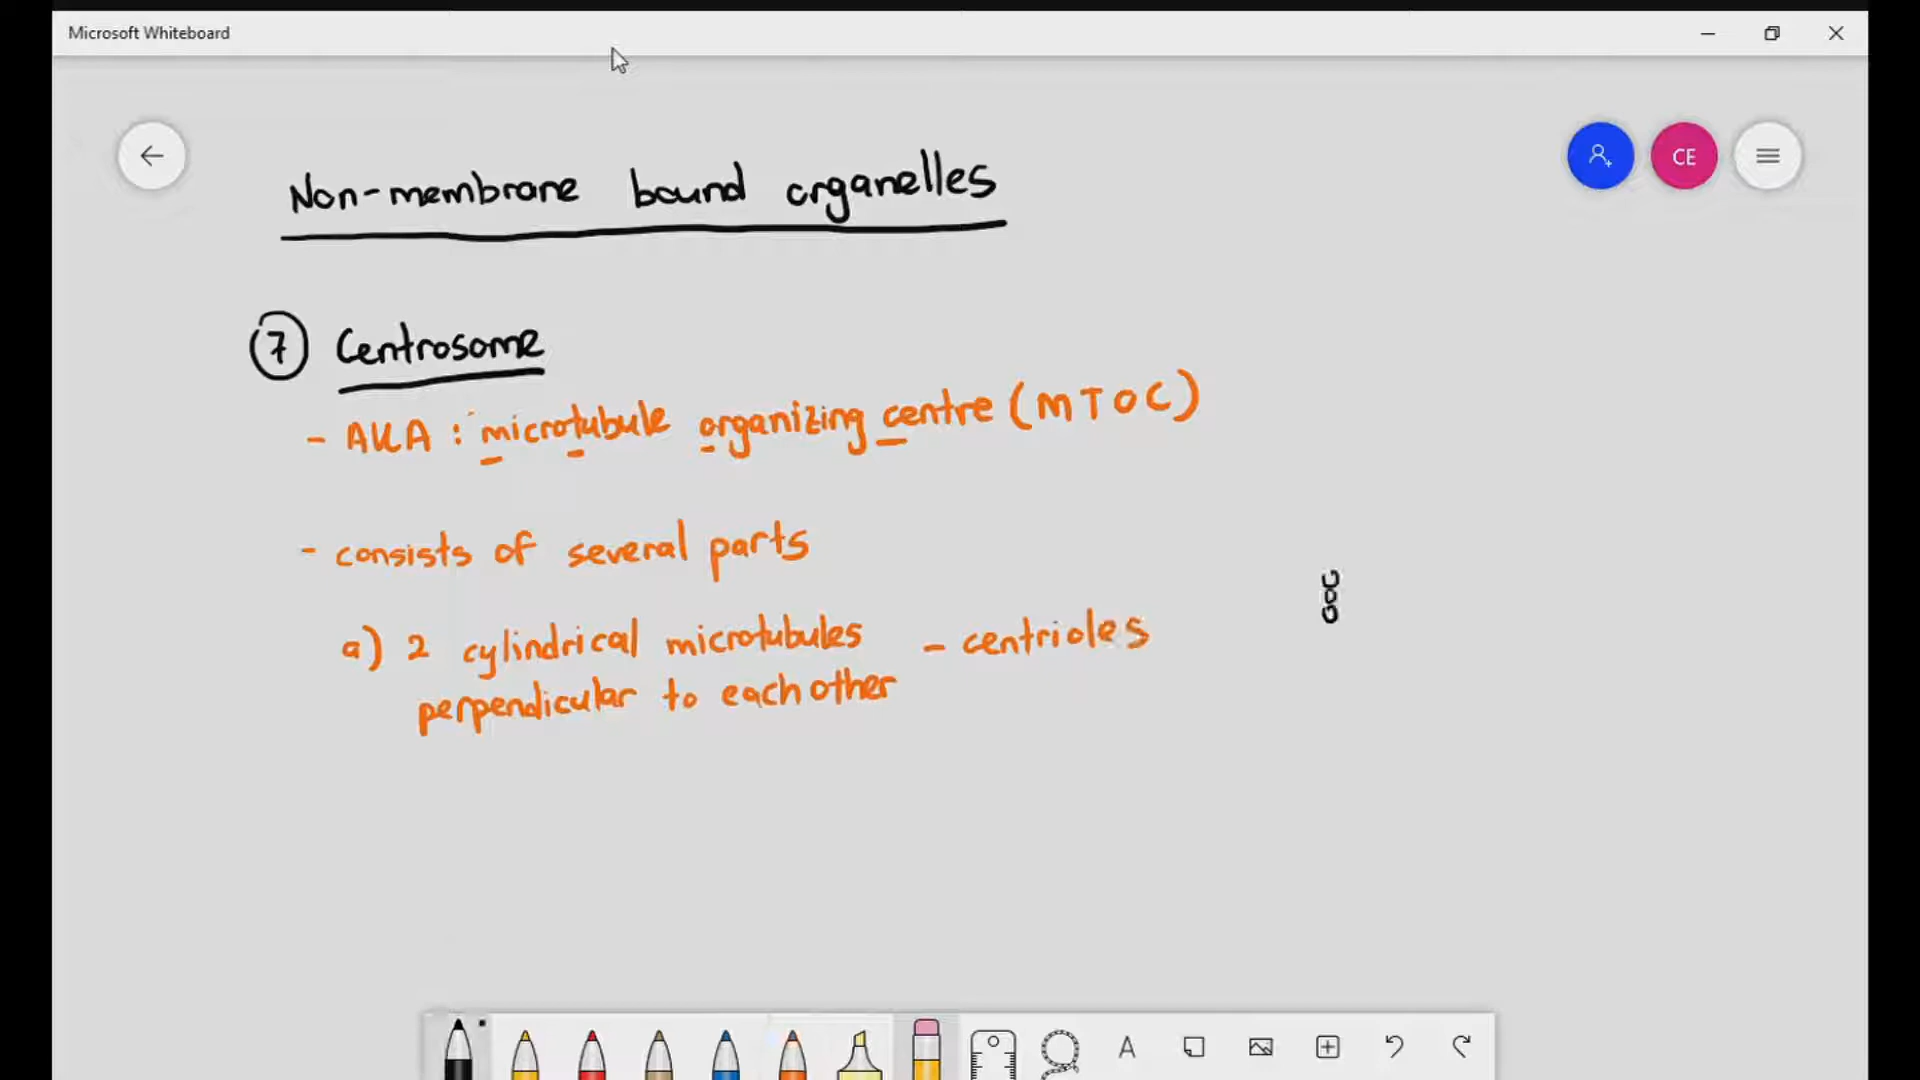 Microsoft Whiteboard
CE
Non-membrane bound organelles
7 Centrosome
- AKA : microtubule organizing centre (MTOC)
- consists of several parts
a) 2 cylindrical microtubules - centrioles
perpendicular to each other
A